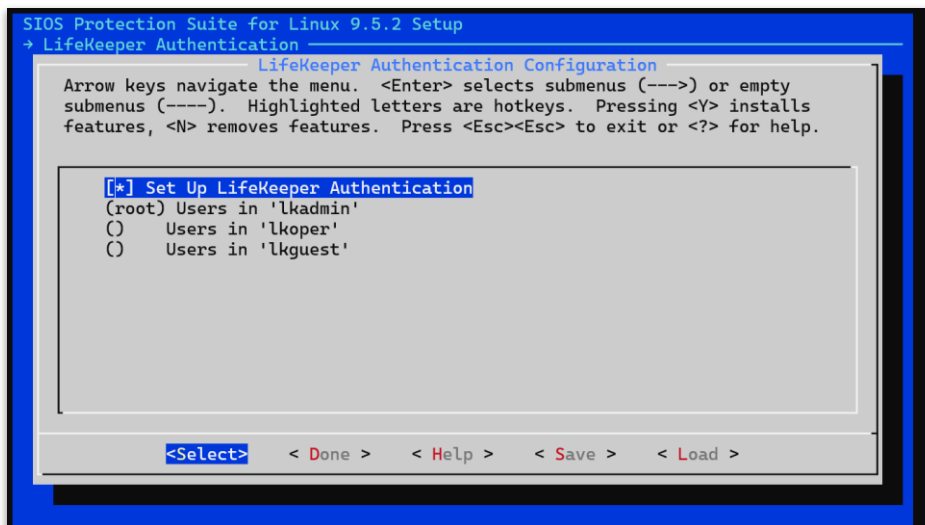 SIOS Protection Suite for Linux 9.5.2 Setup
→ LifeKeeper Authentication
LifeKeeper Authentication Configuration
Arrow keys navigate the menu.  <Enter> selects submenus (--->) or empty
submenus (----).  Highlighted letters are hotkeys.  Pressing <Y> installs
features, <N> removes features.  Press <Esc><Esc> to exit or <?> for help.
[*] Set Up LifeKeeper Authentication
(root) Users in 'lkadmin'
()    Users in 'lkoper'
()    Users in 'lkguest'
<Select>    < Done >    < Help >    < Save >    < Load >